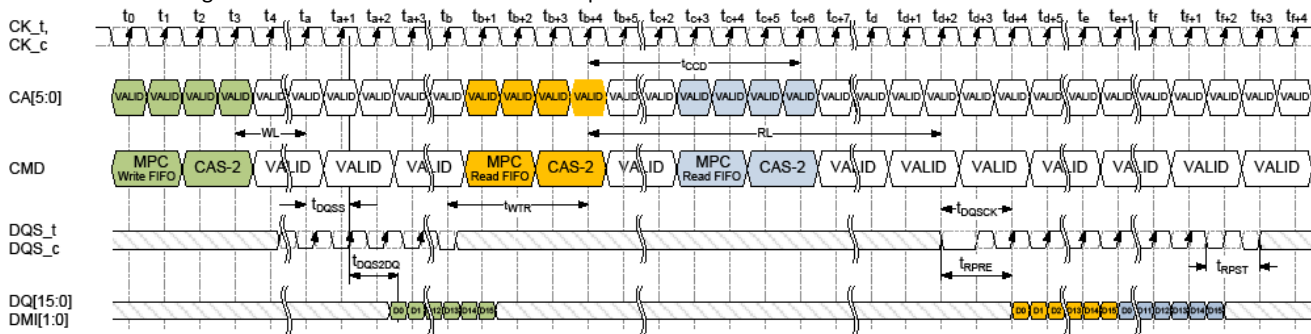 t0 t1 t2 t3 t4 ta ta+1 ta+2 ta+3 tb tb+1 tb+2 tb+3 tb+4 tb+5 tc+2 tc+3 tc+4 tc+5 tc+6 tc+7 td td+1 td+2 td+3 td+4 td+5 te te+1 tf tf+1 tf+2 tf+3 tf+4
CK_t,
CK_c
tCCD
CA[5:0] VALID VALID VALID VALID VALID VALID VALID VALID VALID VALID VALID VALID VALID VALID VALID VALID VALID VALID VALID VALID VALID VALID VALID VALID VALID VALID VALID VALID VALID VALID VALID VALID VALID VALID
WL RL
CMD MPC CAS-2 VALID VALID VALID MPC CAS-2 VALID MPC CAS-2 VALID VALID VALID VALID VALID VALID VALID
Write FIFO Read FIFO Read FIFO
tDQSS tWTR tDQSCK
DQS_t
DQS_c
tDQS2DQ tRPRE tRPST
DQ[15:0] D0 D1 12 D13 D14 D15 D0 D1 D2 D13 D14 D15 D0 D11 D12 D13 D14 D15
DMI[1:0]